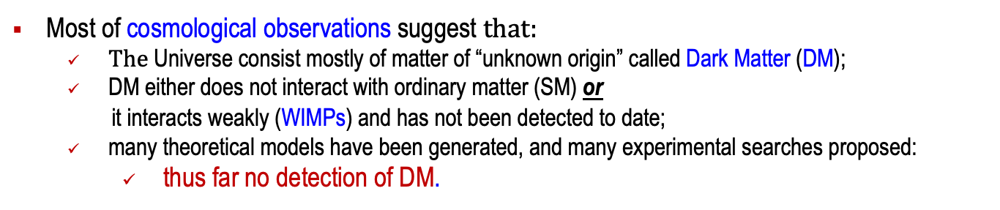 ▪ Most of cosmological observations suggest that:
✓ The Universe consist mostly of matter of “unknown origin” called Dark Matter (DM);
✓ DM either does not interact with ordinary matter (SM) or
it interacts weakly (WIMPs) and has not been detected to date;
✓ many theoretical models have been generated, and many experimental searches proposed:
✓ thus far no detection of DM.